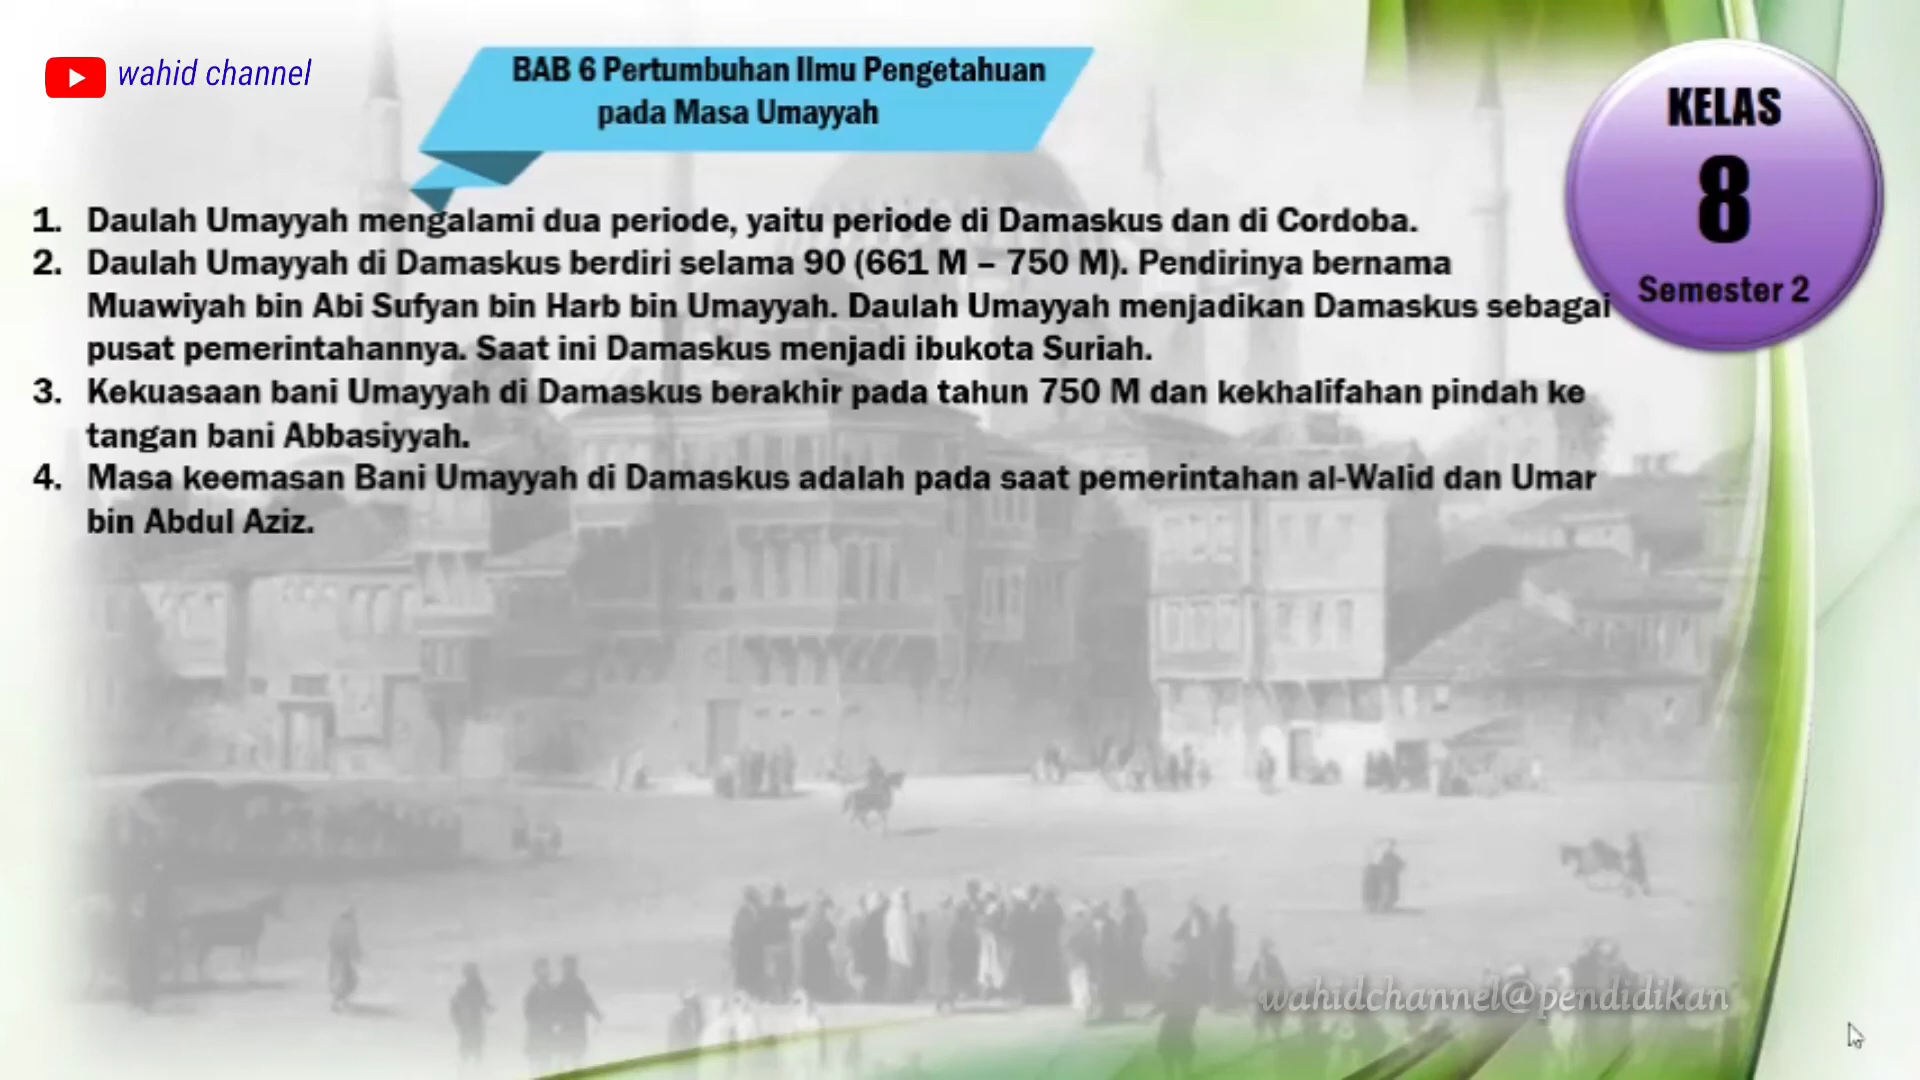 wahid channel
BAB 6 Pertumbuhan Ilmu Pengetahuan
pada Masa Umayyah
KELAS
8
Semester 2
1. Daulah Umayyah mengalami dua periode, yaitu periode di Damaskus dan di Cordoba.
2. Daulah Umayyah di Damaskus berdiri selama 90 (661 M – 750 M). Pendirinya bernama
Muawiyah bin Abi Sufyan bin Harb bin Umayyah. Daulah Umayyah menjadikan Damaskus sebagai
pusat pemerintahannya. Saat ini Damaskus menjadi ibukota Suriah.
3. Kekuasaan bani Umayyah di Damaskus berakhir pada tahun 750 M dan kekhalifahan pindah ke
tangan bani Abbasiyyah.
4. Masa keemasan Bani Umayyah di Damaskus adalah pada saat pemerintahan al-Walid dan Umar
bin Abdul Aziz.
wahidchannel@pendidikan